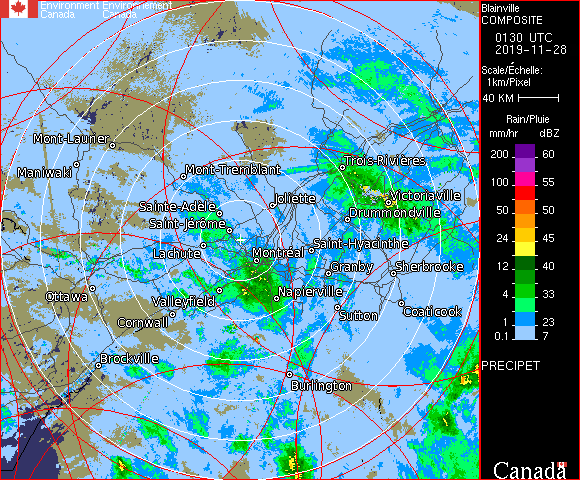 Environment Environnement
Canada Canada
Blainville
COMPOSITE
0130 UTC
2019-11-28
Scale/Échelle:
1km/Pixel
40 KM
Rain/Pluie
mm/hr dBZ
200 60
100 55
50 50
24 45
12 40
4 33
1 23
0.1 7
PRECIPET
Canada
Mont-Laurier
Maniwaki
Mont-Tremblant
Trois-Rivières
Joliette
Victoriaville
Sainte-Adele
Drummondville
Saint-Jérôme
Lachute
Montréal
Saint-Hyacinthe
Granby
Sherbrooke
Ottawa
Valleyfield
Napierville
Cornwall
Sutton
Coaticook
Brockville
Burlington